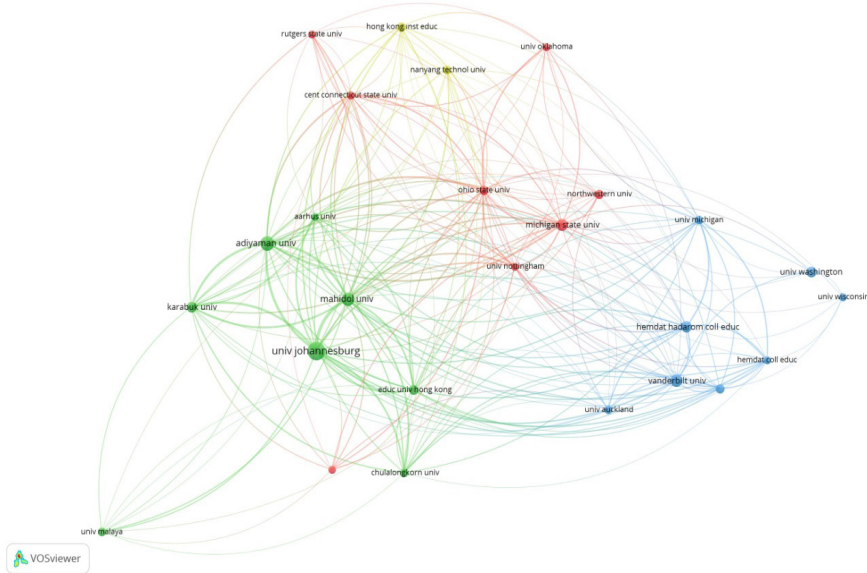 hong kong inst educ
rutgers state univ
univ oklahoma
nanyang technol univ
cent connecticut state univ
ohio state univ
northwestern univ
aarhus univ
univ michigan
michigan state univ
adiyaman univ
univ nottingham
univ washington
univ wisconsin
mahidol univ
karabuk univ
hemdat hadarom coll educ
univ johannesburg
hemdat coll educ
vanderbilt univ
educ univ hong kong
univ auckland
chulalongkorn univ
univ malaya
VOSviewer